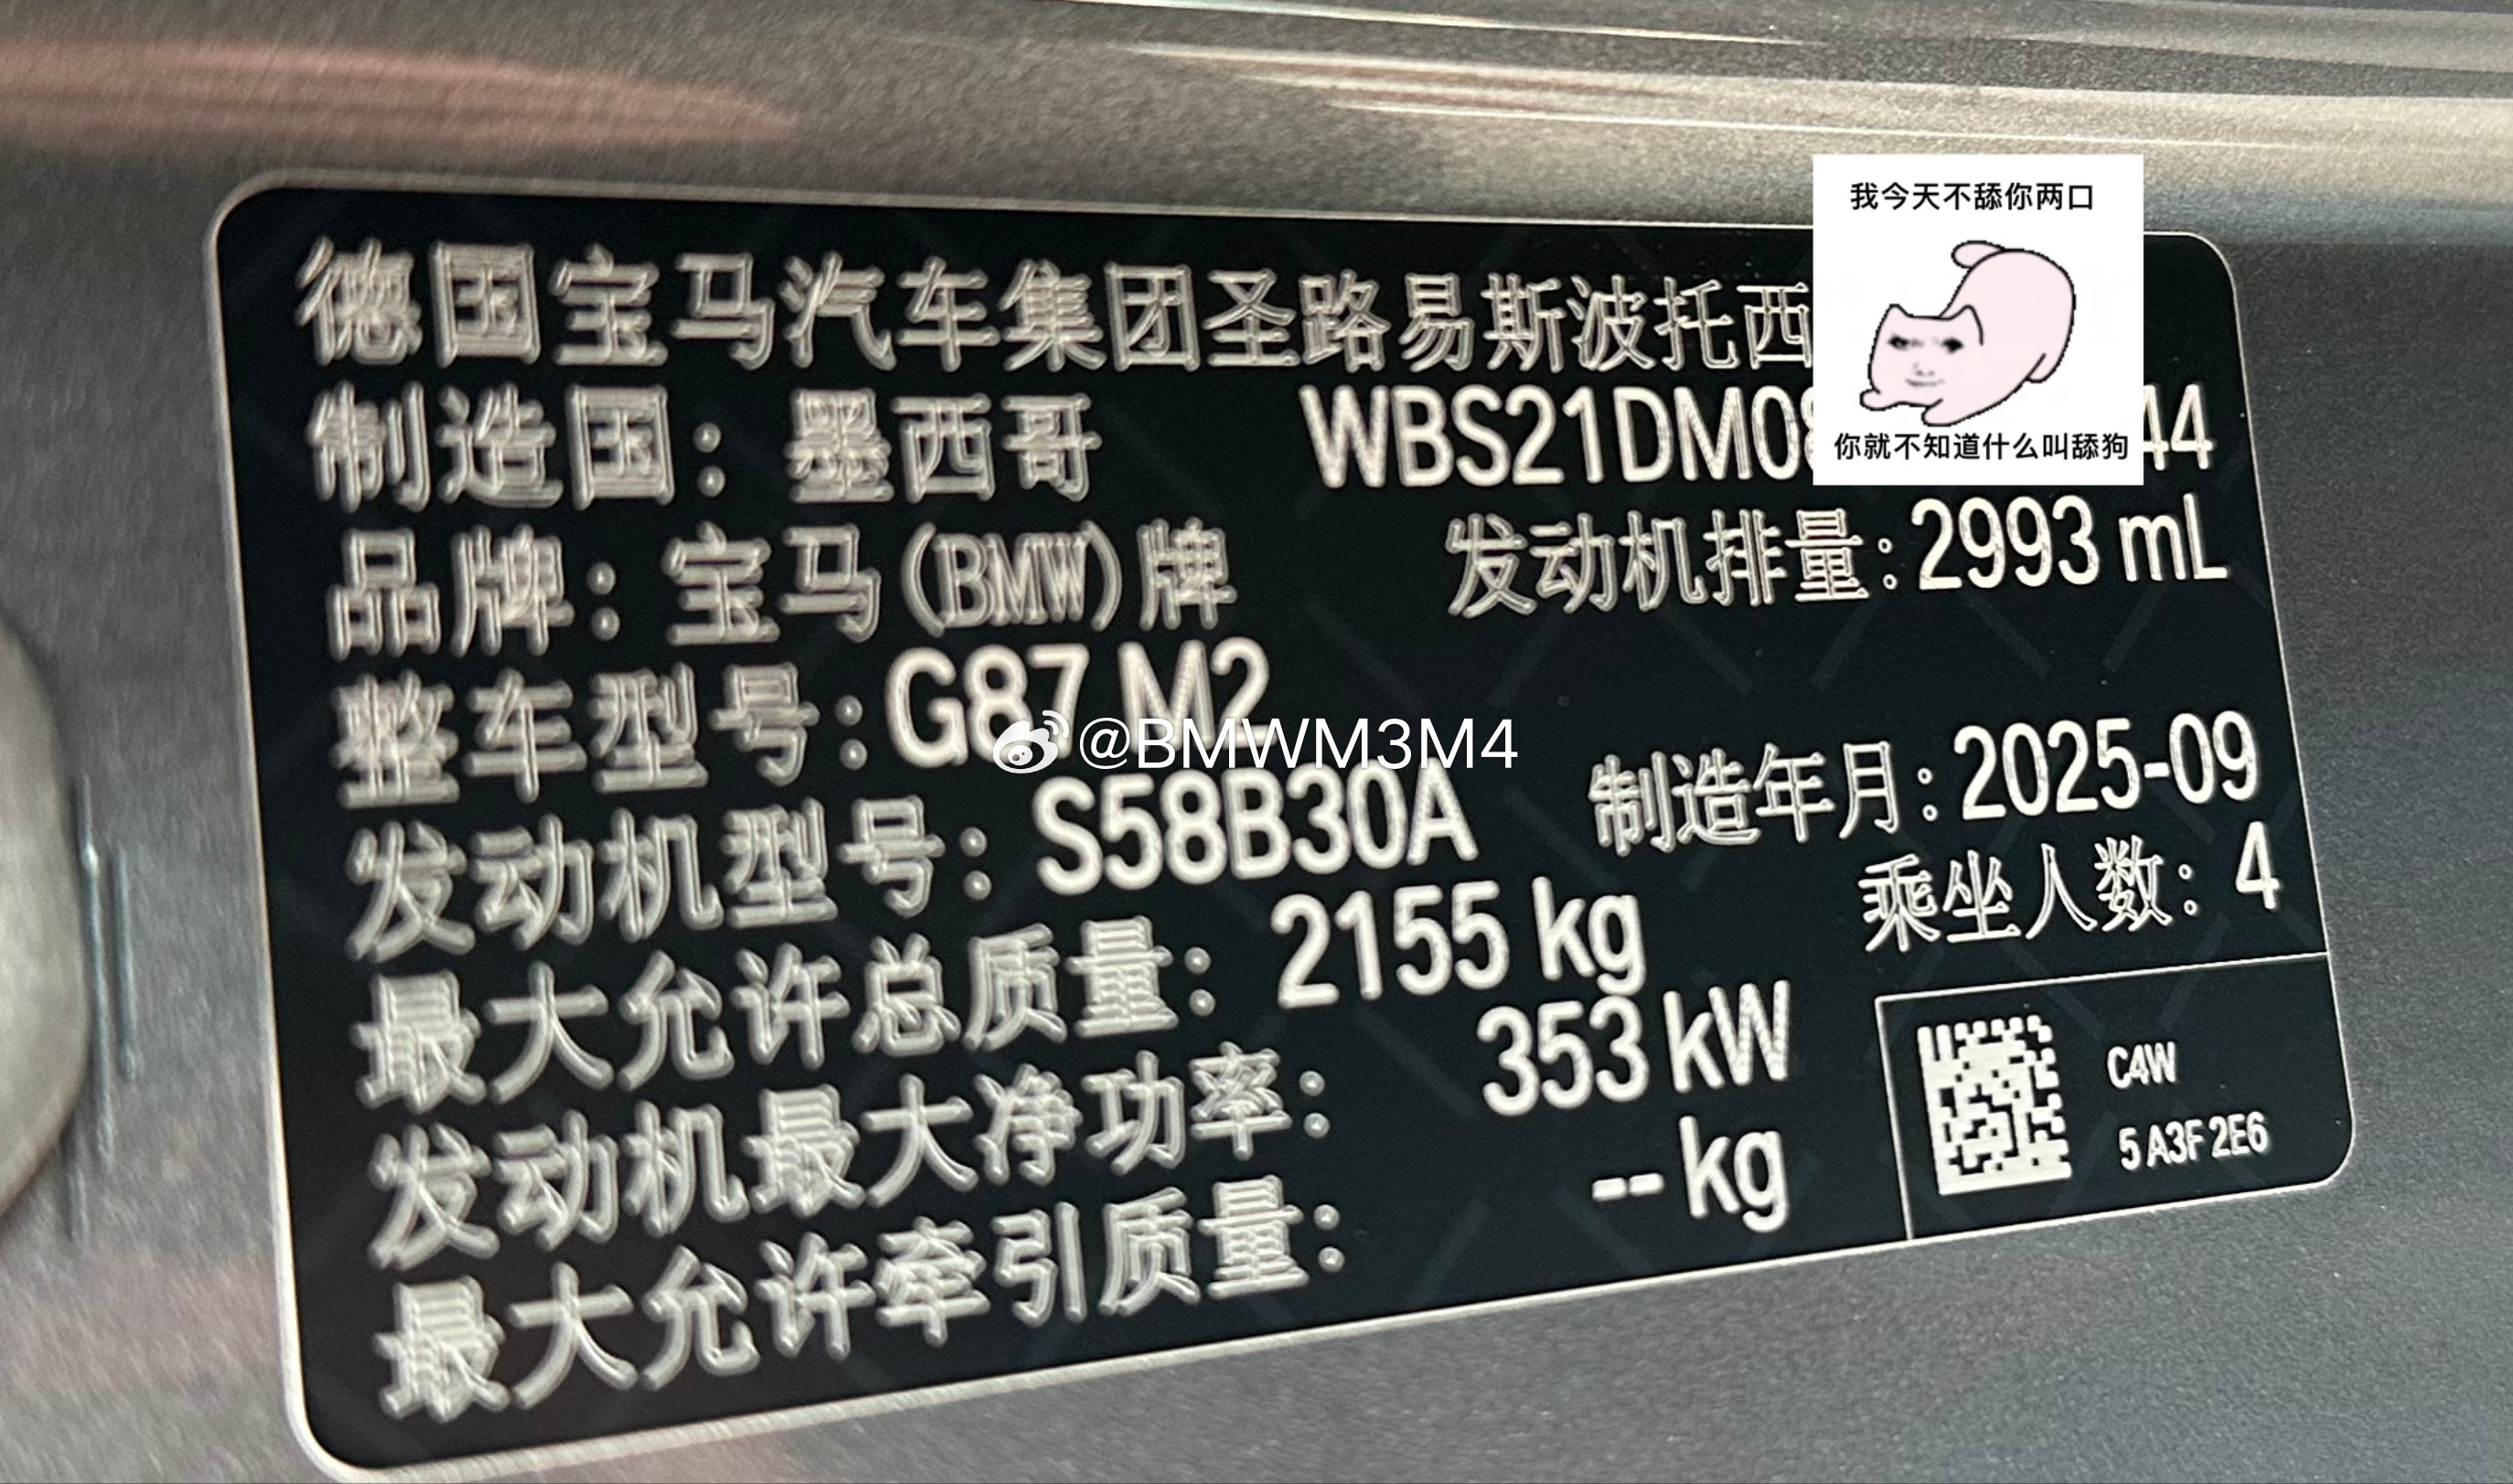 我今天不舔你两口
德国宝马汽车集团圣路易斯波托西
制造国：墨西哥 WBS21DM08 44
你就不知道什么叫舔狗
品牌：宝马(BMW)牌 发动机排量：2993 mL
整车型号：G87 M2
@BMWM3M4
制造年月：2025-09
发动机型号：S58B30A
乘坐人数：4
最大允许总质量：2155 kg
发动机最大净功率：353 kW
最大允许牵引质量：-- kg
C4W
5 A3F 2E6